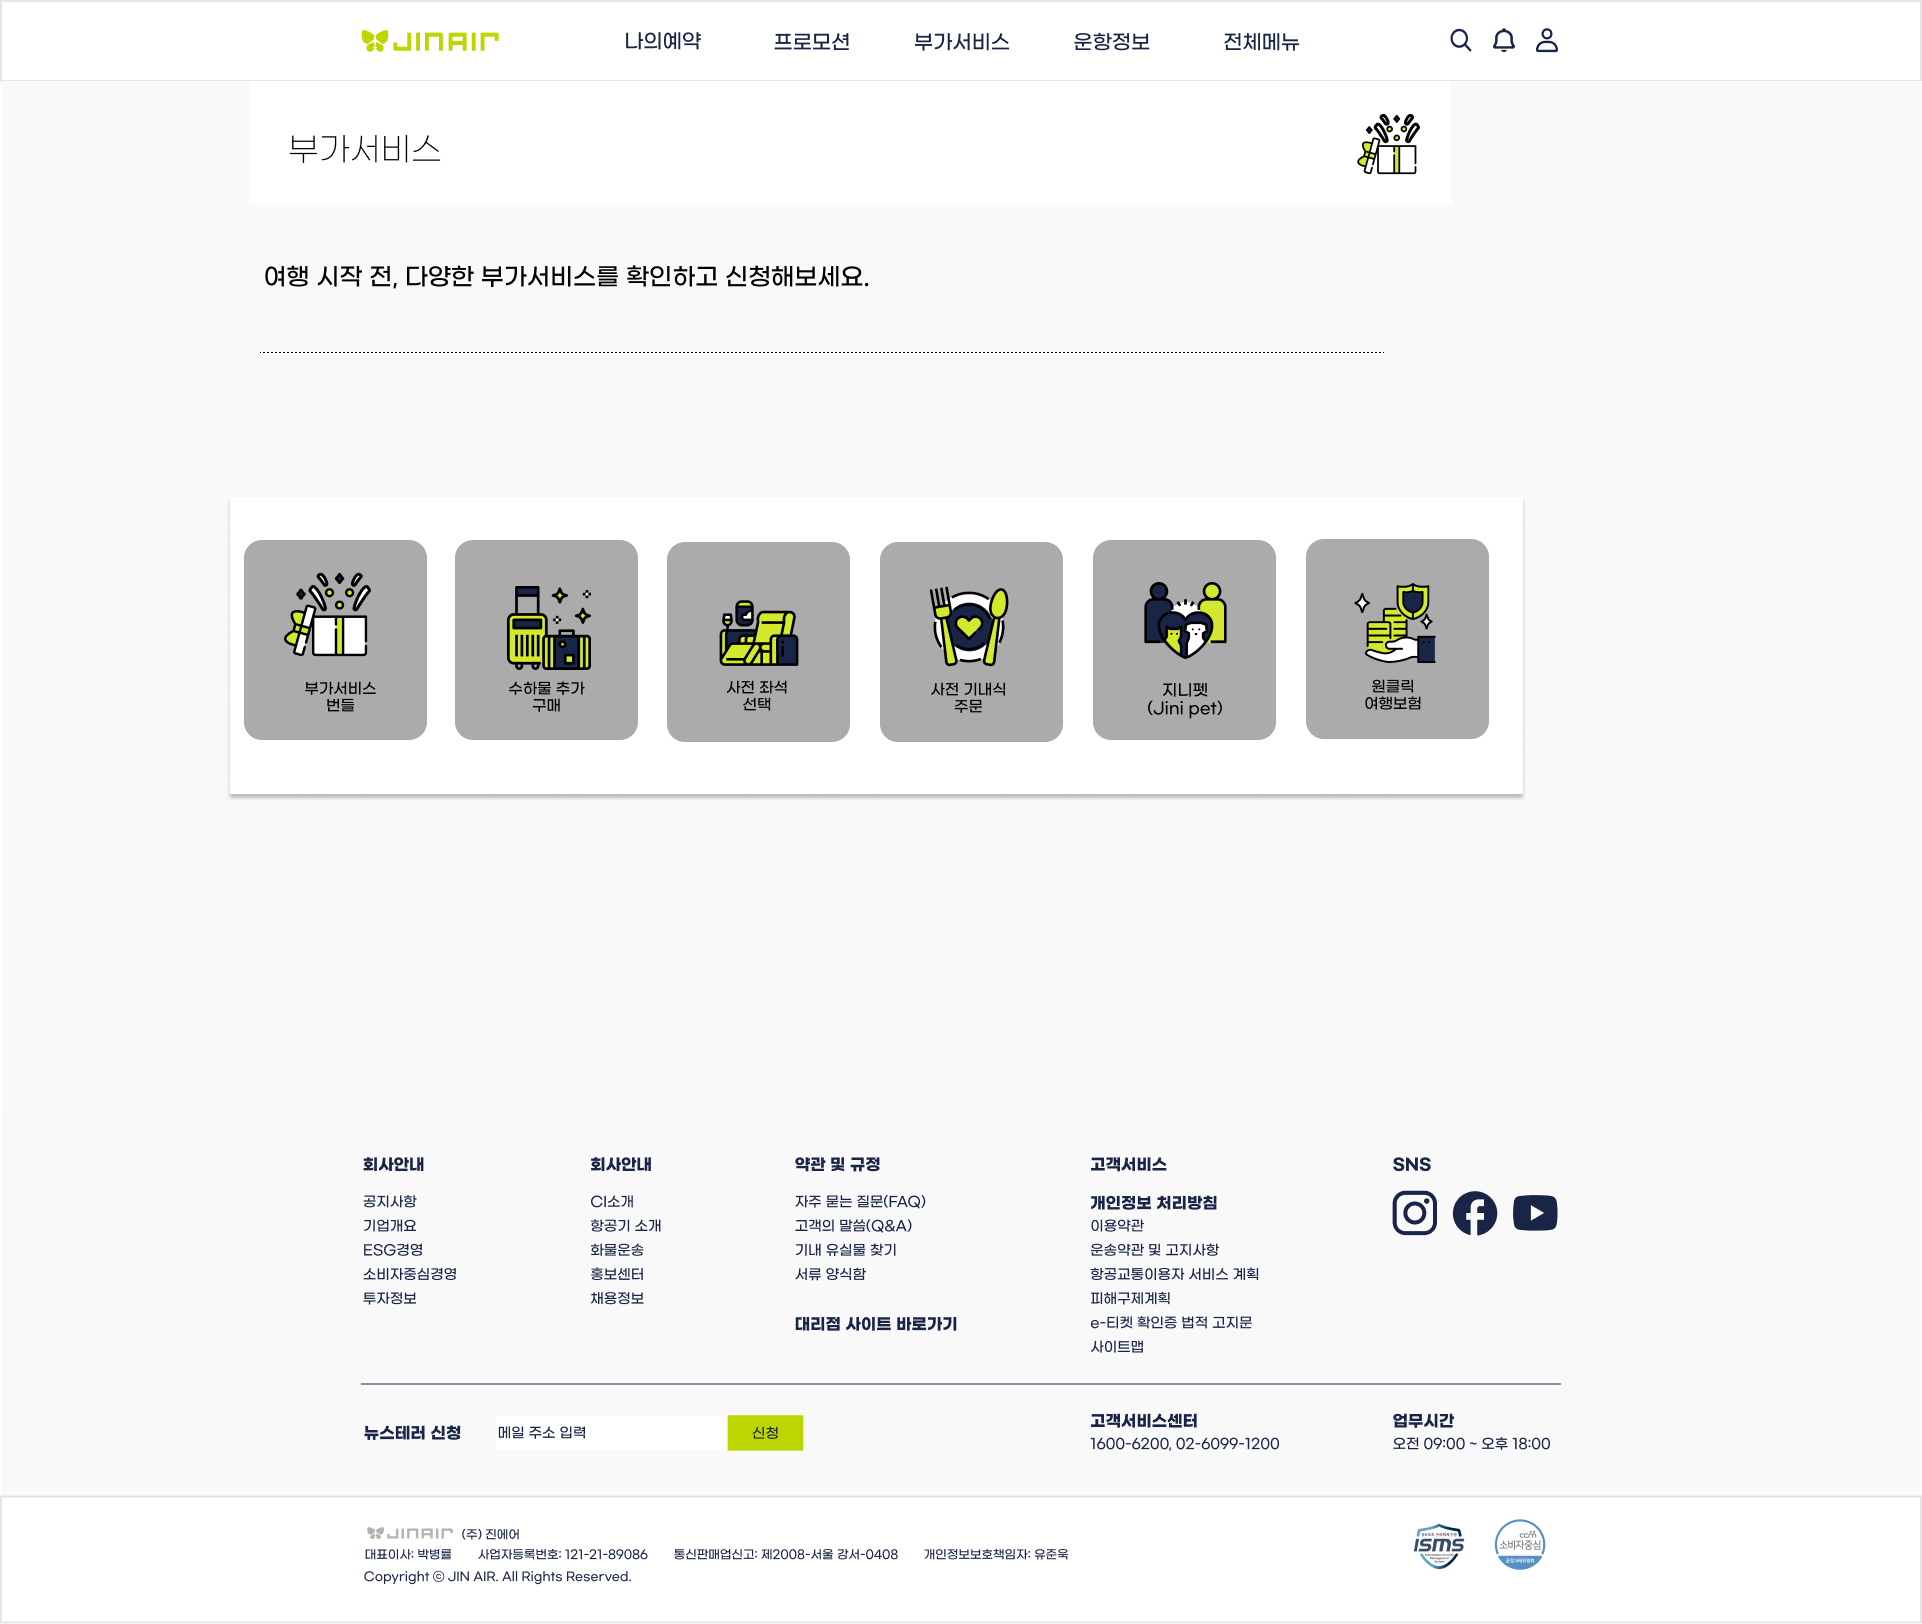 JINAIR
나의예약
프로모션
부가서비스
운항정보
전체메뉴
부가서비스
여행 시작 전, 다양한 부가서비스를 확인하고 신청해보세요.
부가서비스
번들
수하물 추가
구매
사전 좌석
선택
사전 기내식
주문
지니펫
(Jini pet)
원클릭
여행보험
회사안내
공지사항
기업개요
ESG경영
소비자중심경영
투자정보
회사안내
CI소개
항공기 소개
화물운송
홍보센터
채용정보
약관 및 규정
자주 묻는 질문(FAQ)
고객의 말씀(Q&A)
기내 유실물 찾기
서류 양식함
대리점 사이트 바로가기
고객서비스
개인정보 처리방침
이용약관
운송약관 및 고지사항
항공교통이용자 서비스 계획
피해구제계획
e-티켓 확인증 법적 고지문
사이트맵
SNS
뉴스테러 신청
메일 주소 입력
신청
고객서비스센터
1600-6200, 02-6099-1200
업무시간
오전 09:00 ~ 오후 18:00
JINAIR (주) 진에어
대표이사: 박병률 사업자등록번호: 121-21-89086 통신판매업신고: 제2008-서울 강서-0408 개인정보보호책임자: 유준욱
Copyright ⓒ JIN AIR. All Rights Reserved.
ISMS
ccm
소비자중심